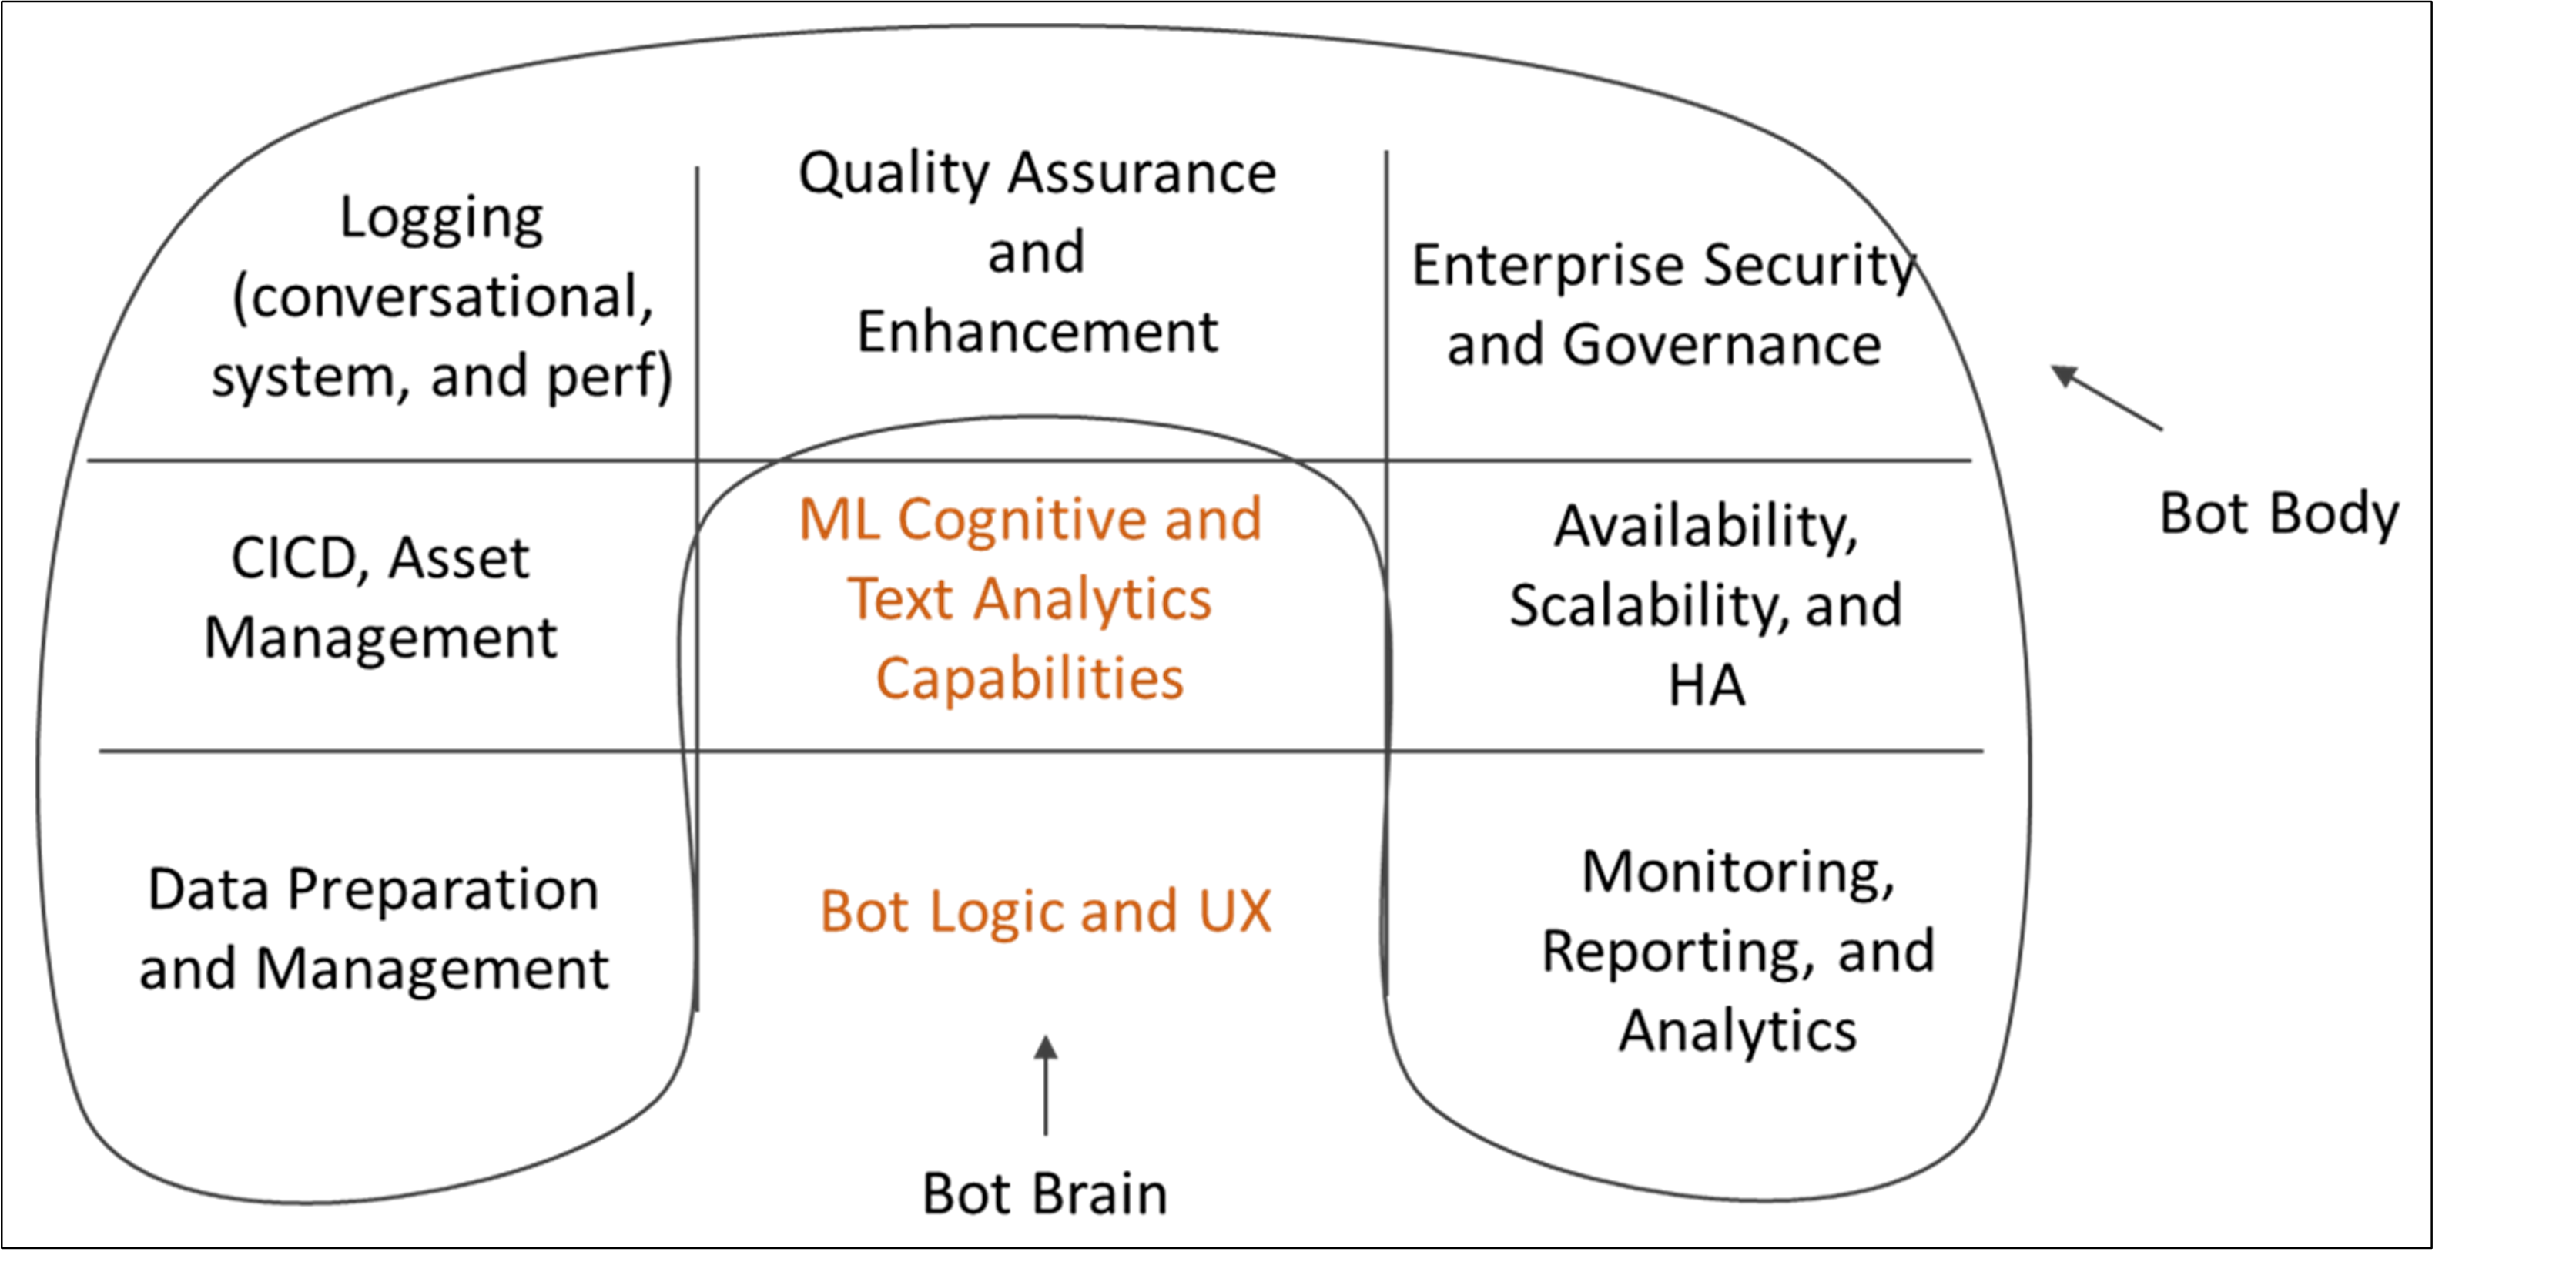 Logging
(conversational,
system, and perf)
Quality Assurance
and
Enhancement
Enterprise Security
and Governance
CICD, Asset
Management
ML Cognitive and
Text Analytics
Capabilities
Availability,
Scalability, and
HA
Bot Body
Data Preparation
and Management
Bot Logic and UX
Monitoring,
Reporting, and
Analytics
Bot Brain